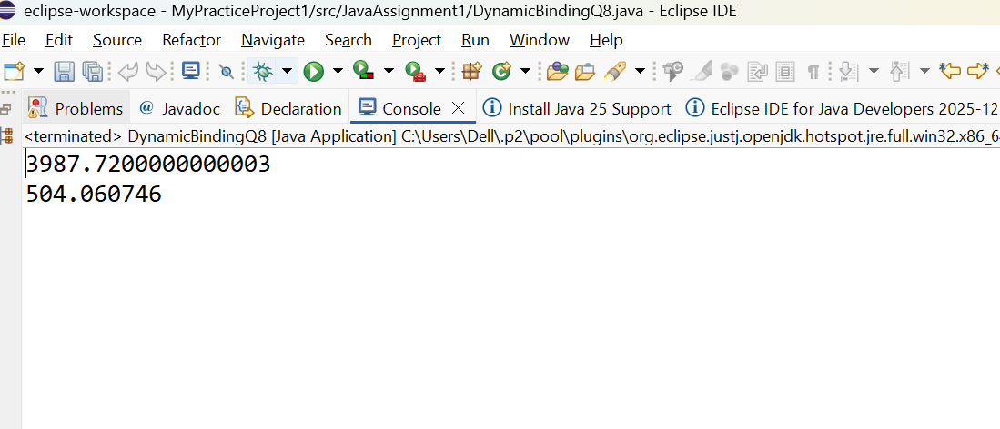 eclipse-workspace - MyPracticeProject1/src/JavaAssignment1/DynamicBindingQ8.java - Eclipse IDE
File Edit Source Refactor Navigate Search Project Run Window Help
Problems @ Javadoc Declaration Console Install Java 25 Support Eclipse IDE for Java Developers 2025-12
<terminated> DynamicBindingQ8 [Java Application] C:\Users\Dell\.p2\pool\plugins\org.eclipse.justj.openjdk.hotspot.jre.full.win32.x86_6
3987.7200000000003
504.060746